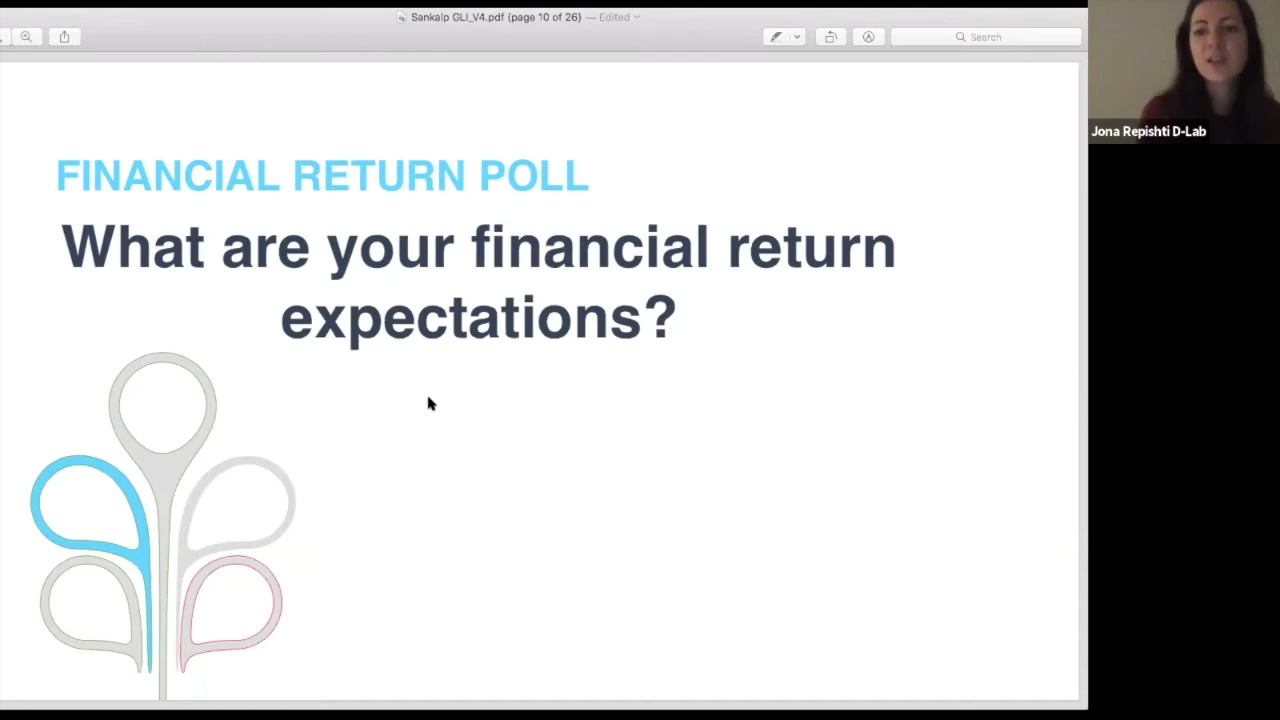 Sankalp GLI_V4.pdf (page 10 of 26) — Edited
Search
Jona Repishti D-Lab
FINANCIAL RETURN POLL
What are your financial return
expectations?